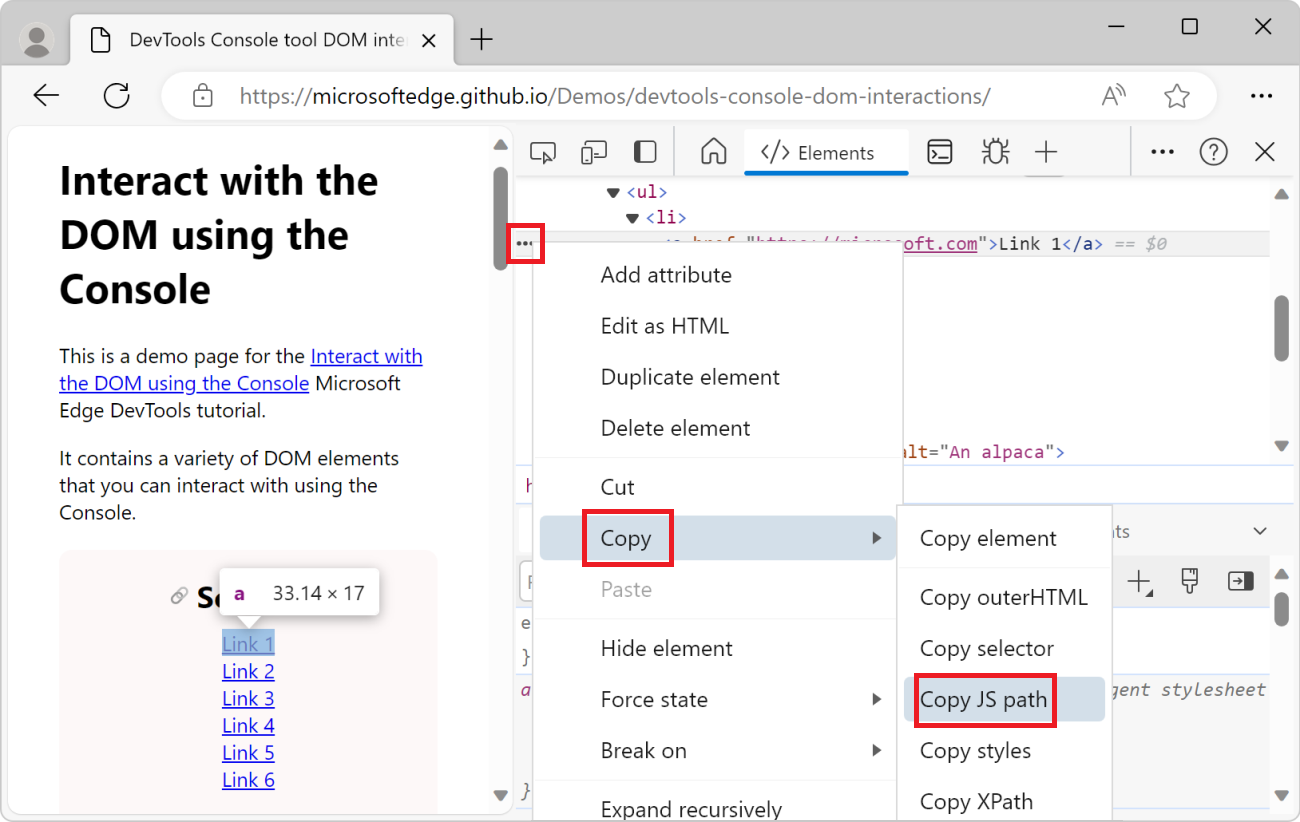 DevTools Console tool DOM inte
https://microsoftedge.github.io/Demos/devtools-console-dom-interactions/
Interact with the
DOM using the
Console
This is a demo page for the Interact with
the DOM using the Console Microsoft
Edge DevTools tutorial.
It contains a variety of DOM elements
that you can interact with using the
Console.
a 33.14 × 17
Link 1
Link 2
Link 3
Link 4
Link 5
Link 6
</> Elements
<ul>
<li>
https://microsoft.com">Link 1</a> == $0
alt="An alpaca">
Add attribute
Edit as HTML
Duplicate element
Delete element
Cut
Copy
Paste
Hide element
Force state
Break on
Expand recursively
Copy element
Copy outerHTML
Copy selector
Copy JS path
Copy styles
Copy XPath
}
a
stylesheet
}